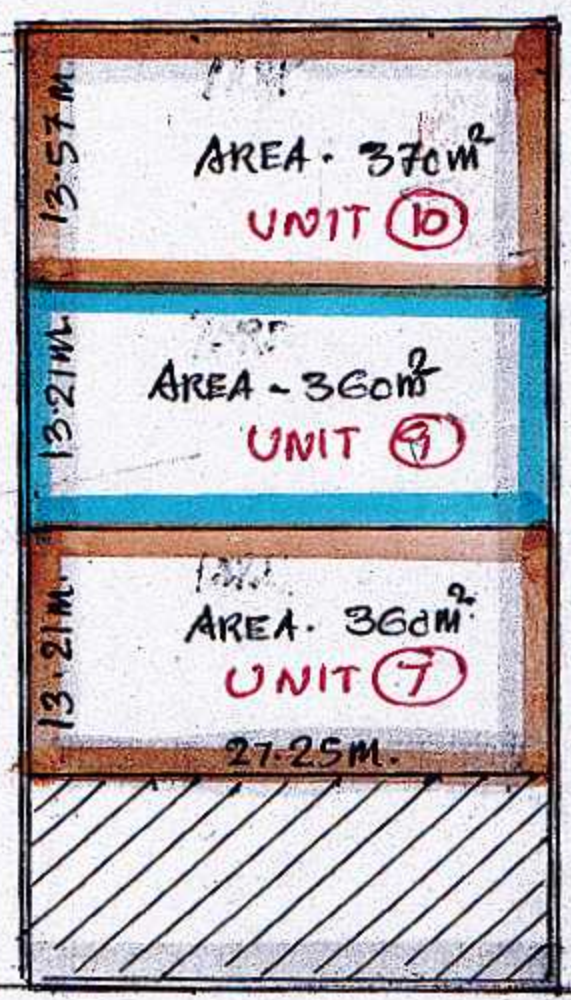 13.57 M.
AREA. 370m²
UNIT 10
13.21M.
AREA - 360m²
UNIT 9
13.21M.
AREA. 360m²
UNIT 7
27.25M.